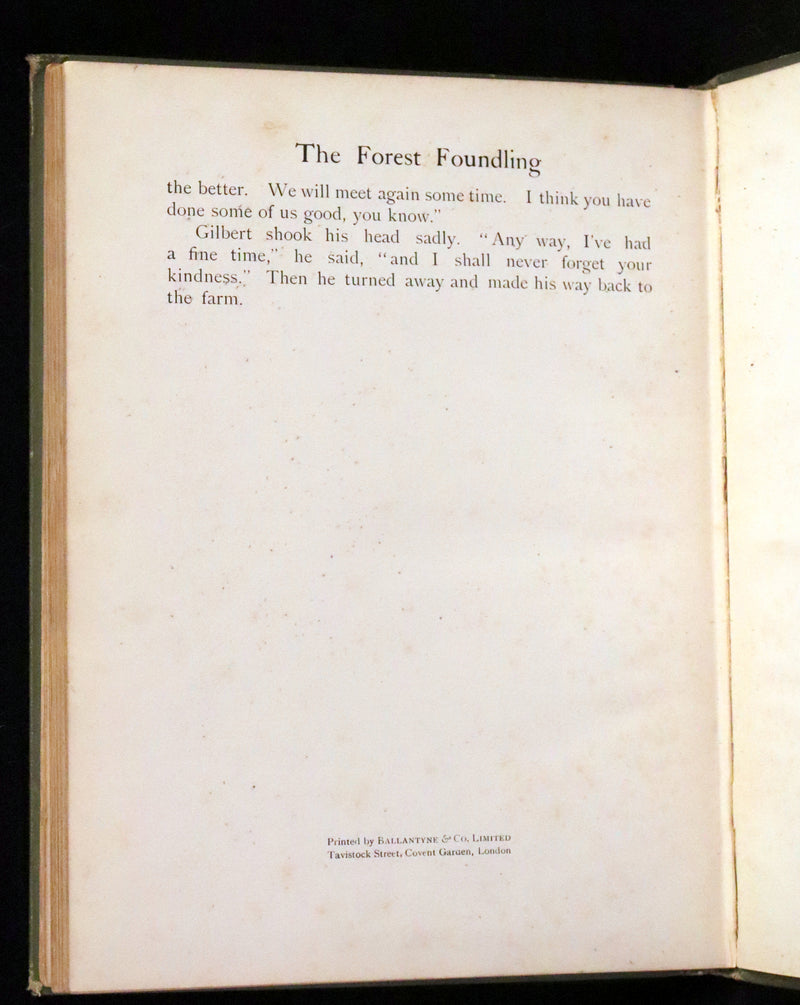 The Forest Foundling
the better. We will meet again some time. I think you have
done some of us good, you know.”
Gilbert shook his head sadly. “Any way, I’ve had
a fine time,” he said, “and I shall never forget your
kindness.” Then he turned away and made his way back to
the farm.
Printed by BALLANTYNE & CO. LIMITED
Tavistock Street, Covent Garden, London